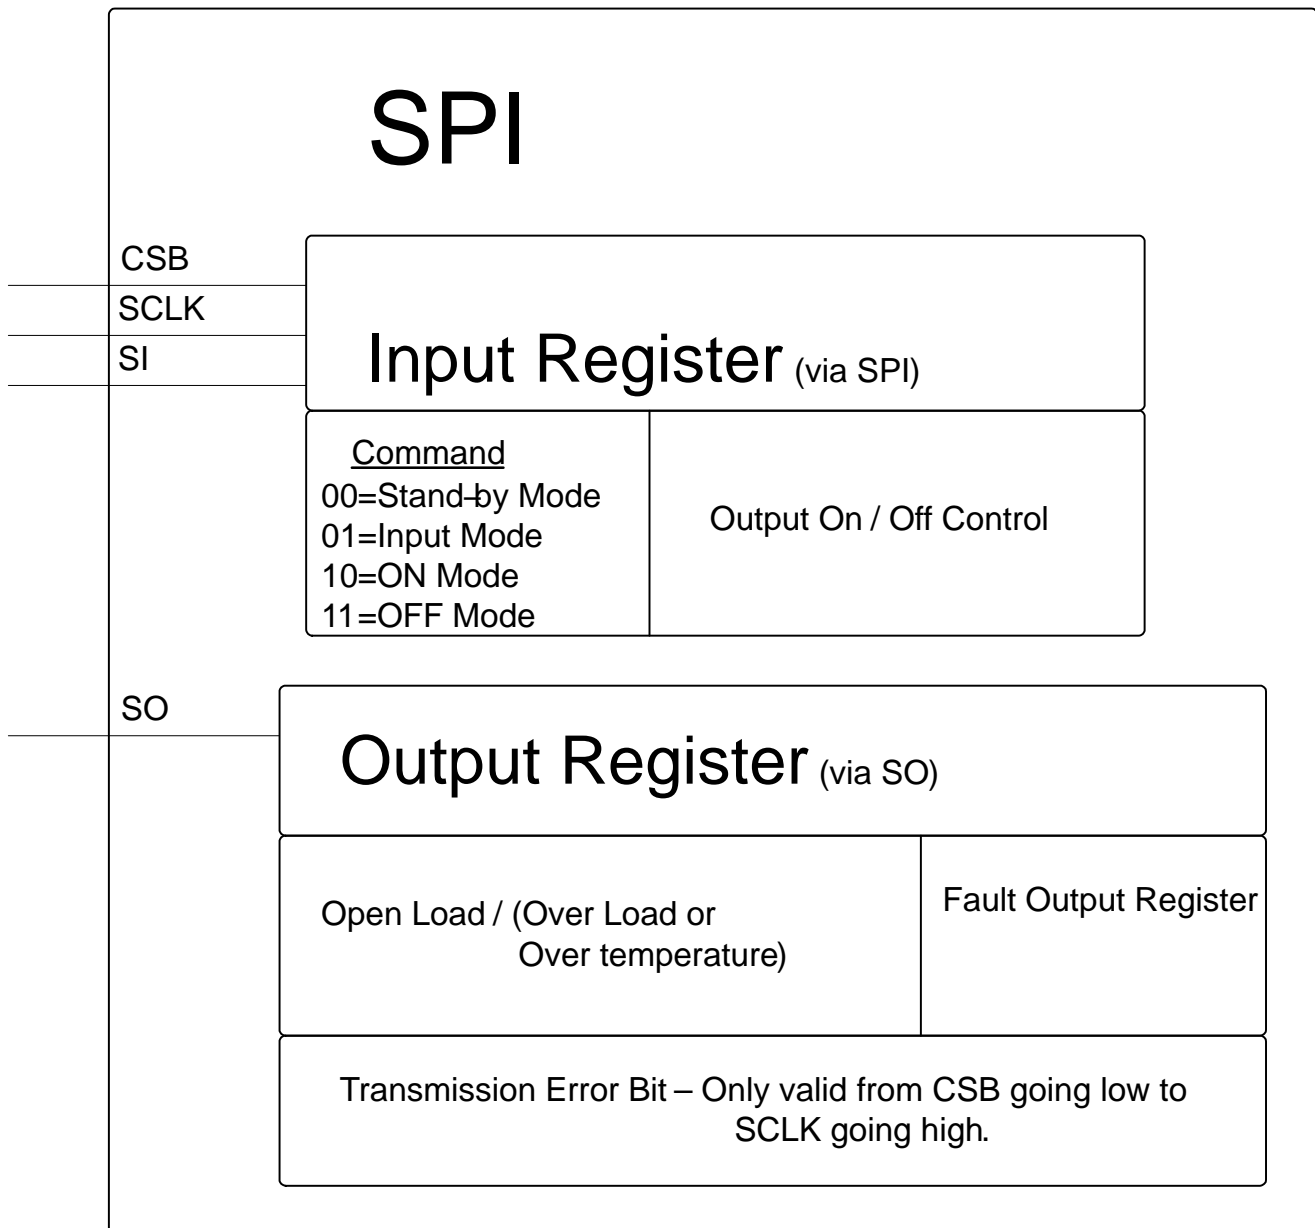 SPI
CSB
SCLK
SI
Input Register (via SPI)
Command
00=Stand-by Mode
01=Input Mode
10=ON Mode
11=OFF Mode
Output On / Off Control
SO
Output Register (via SO)
Open Load / (Over Load or
Over temperature)
Fault Output Register
Transmission Error Bit – Only valid from CSB going low to
SCLK going high.